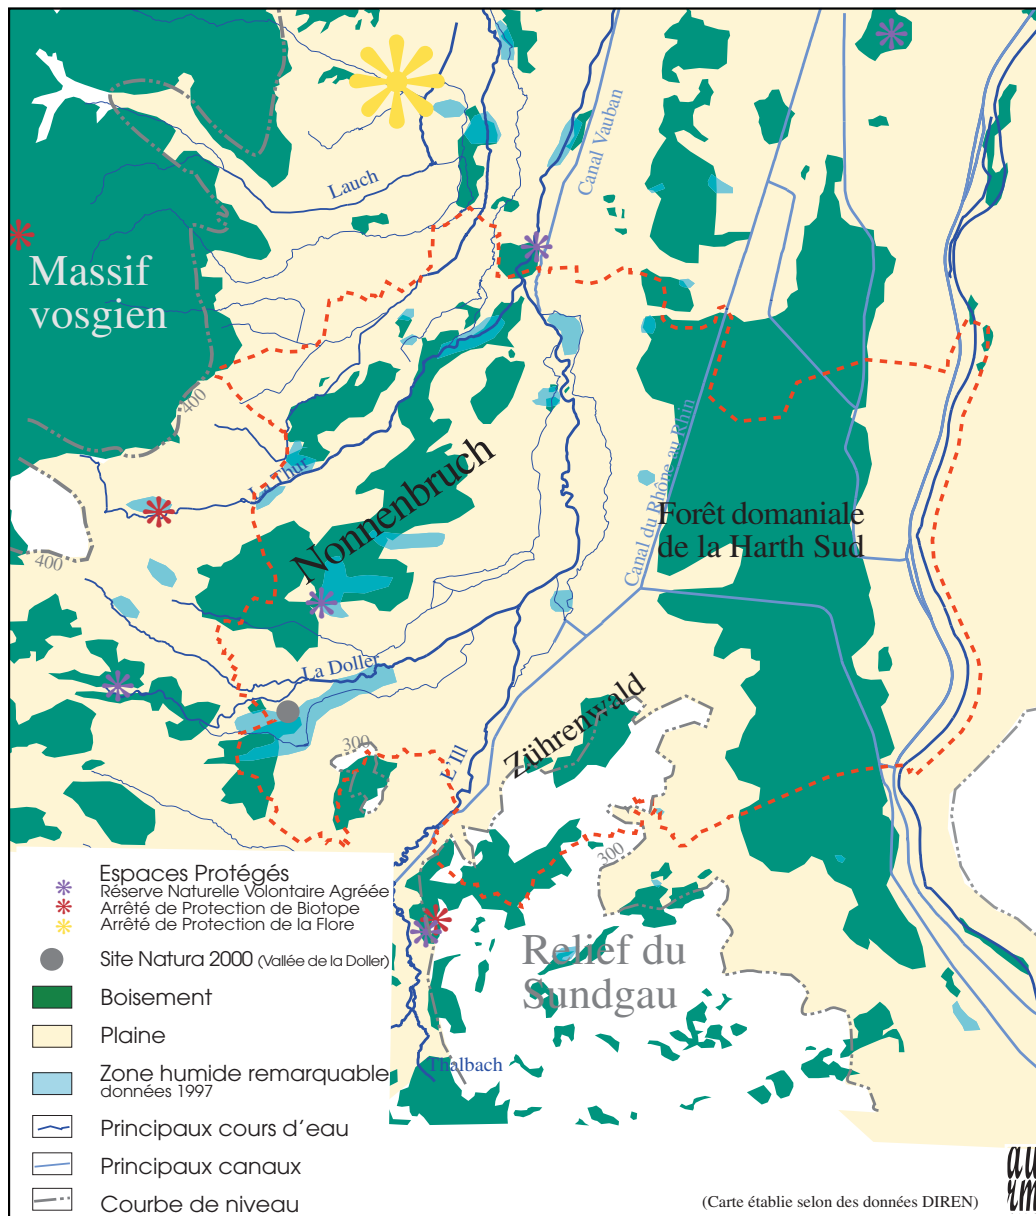 Canal Vauban
Lauch
Massif
vosgien
400
La Thur
Nonnenbruch
Canal du Rhône au Rhin
Forêt domaniale
de la Harth Sud
400
La Doller
Zührenwald
300
L'Ill
300
Relief du
Sundgau
Thalbach
Espaces Protégés
Réserve Naturelle Volontaire Agréée
Arrêté de Protection de Biotope
Arrêté de Protection de la Flore
Site Natura 2000 (Vallée de la Doller)
Boisement
Plaine
Zone humide remarquable
données 1997
Principaux cours d'eau
Principaux canaux
Courbe de niveau
(Carte établie selon des données DIREN)
au
rm